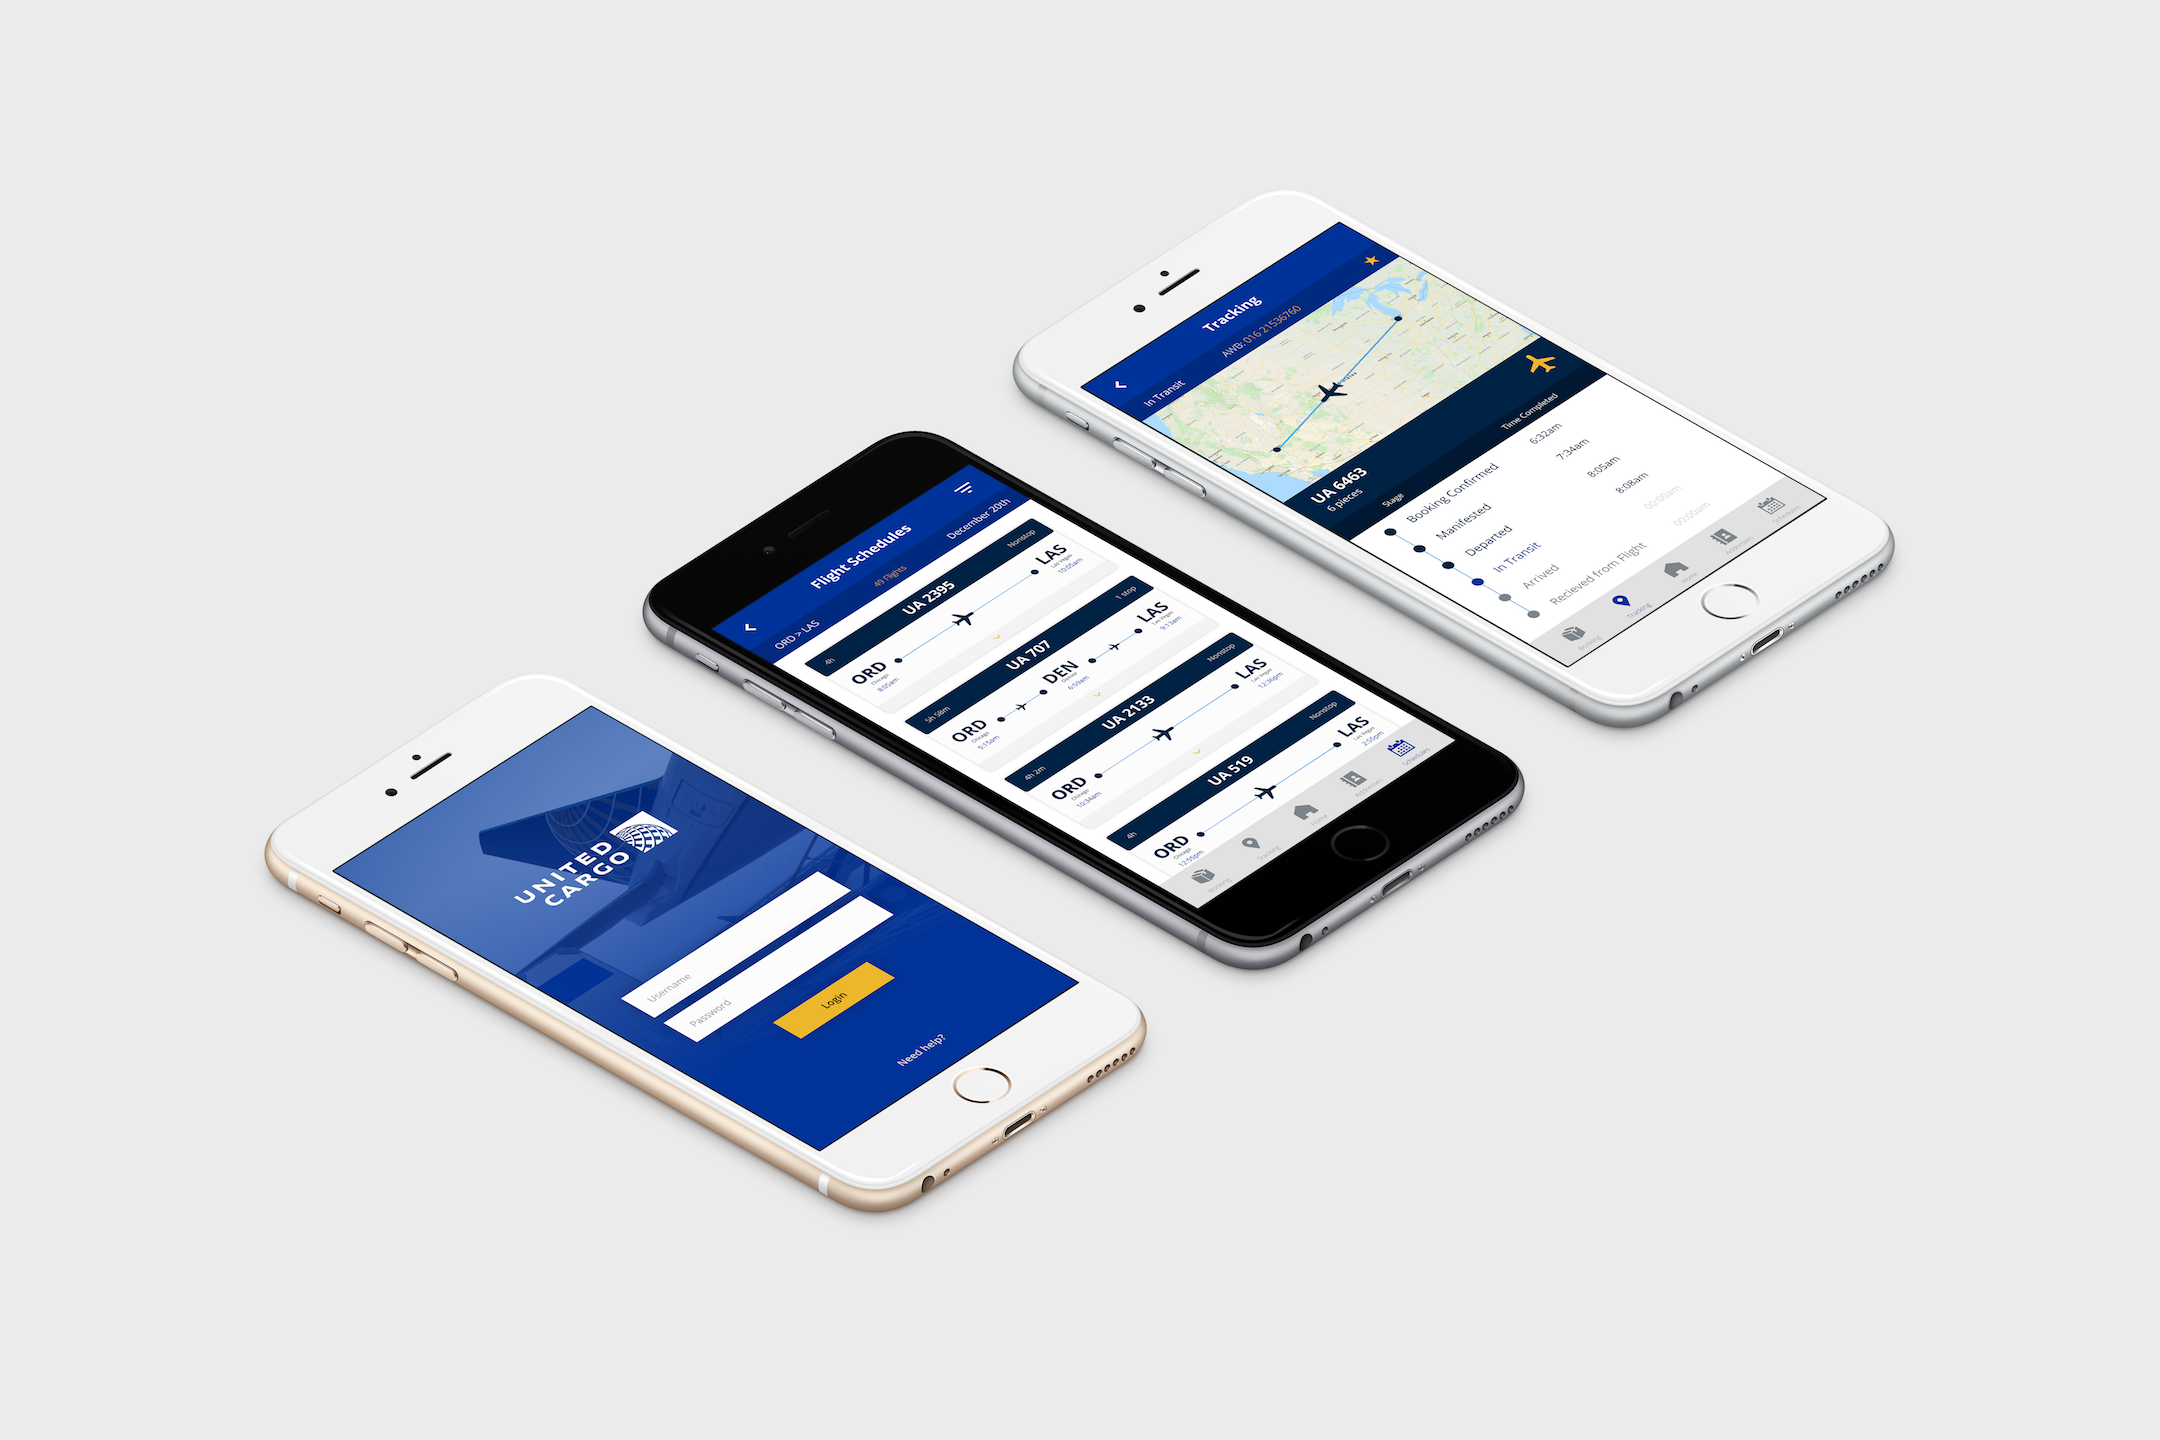 UNITED
CARGO
Username
Password
Login
Need help?
Flight Schedules
ORD > LAS
49 Flights
December 20th
4h
UA 2395
Nonstop
ORD
Chicago
8:05am
LAS
Las Vegas
10:05am
5h 58m
UA 707
1 stop
ORD
Chicago
5:15am
DEN
Denver
6:59am
LAS
Las Vegas
9:13am
4h 2m
UA 2133
Nonstop
ORD
Chicago
10:34am
LAS
Las Vegas
12:36pm
4h
UA 519
Nonstop
ORD
Chicago
12:55pm
LAS
Las Vegas
2:55pm
Booking
Tracking
Home
Addresses
Schedules
Tracking
In Transit
AWB: 016 21536760
UA 6463
6 pieces
Stage
Time Completed
Booking Confirmed
6:32am
Manifested
7:34am
Departed
8:05am
In Transit
8:08am
Arrived
00:00am
Recieved from Flight
00:00am
Booking
Tracking
Home
Addresses
Schedules